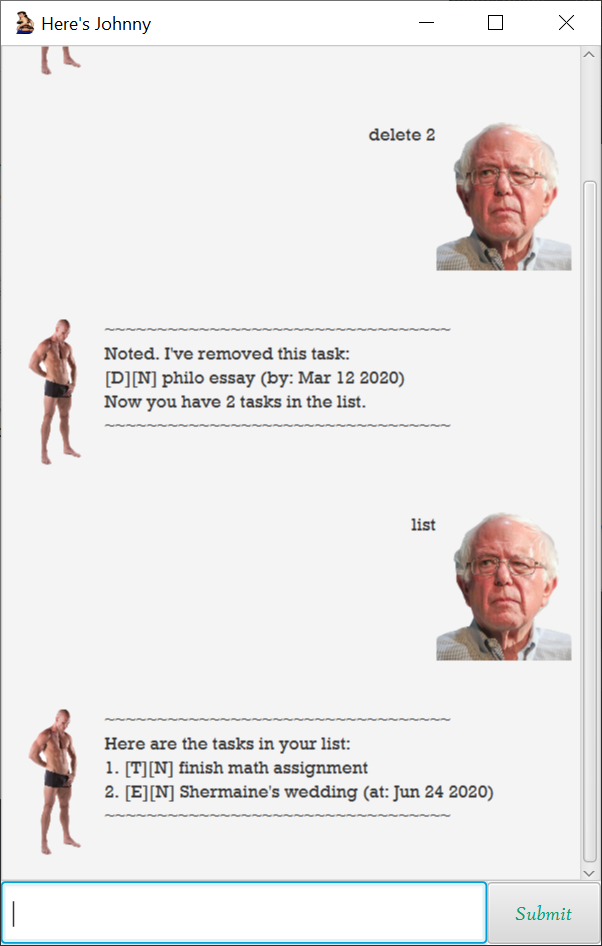 Here's Johnny
delete 2
~~~~~~~~~~~~~~~~~~~~~~~~~~~~~~~~~
Noted. I've removed this task:
[D][N] philo essay (by: Mar 12 2020)
Now you have 2 tasks in the list.
~~~~~~~~~~~~~~~~~~~~~~~~~~~~~~~~~
list
~~~~~~~~~~~~~~~~~~~~~~~~~~~~~~~~~
Here are the tasks in your list:
1. [T][N] finish math assignment
2. [E][N] Shermaine's wedding (at: Jun 24 2020)
~~~~~~~~~~~~~~~~~~~~~~~~~~~~~~~~~
Submit